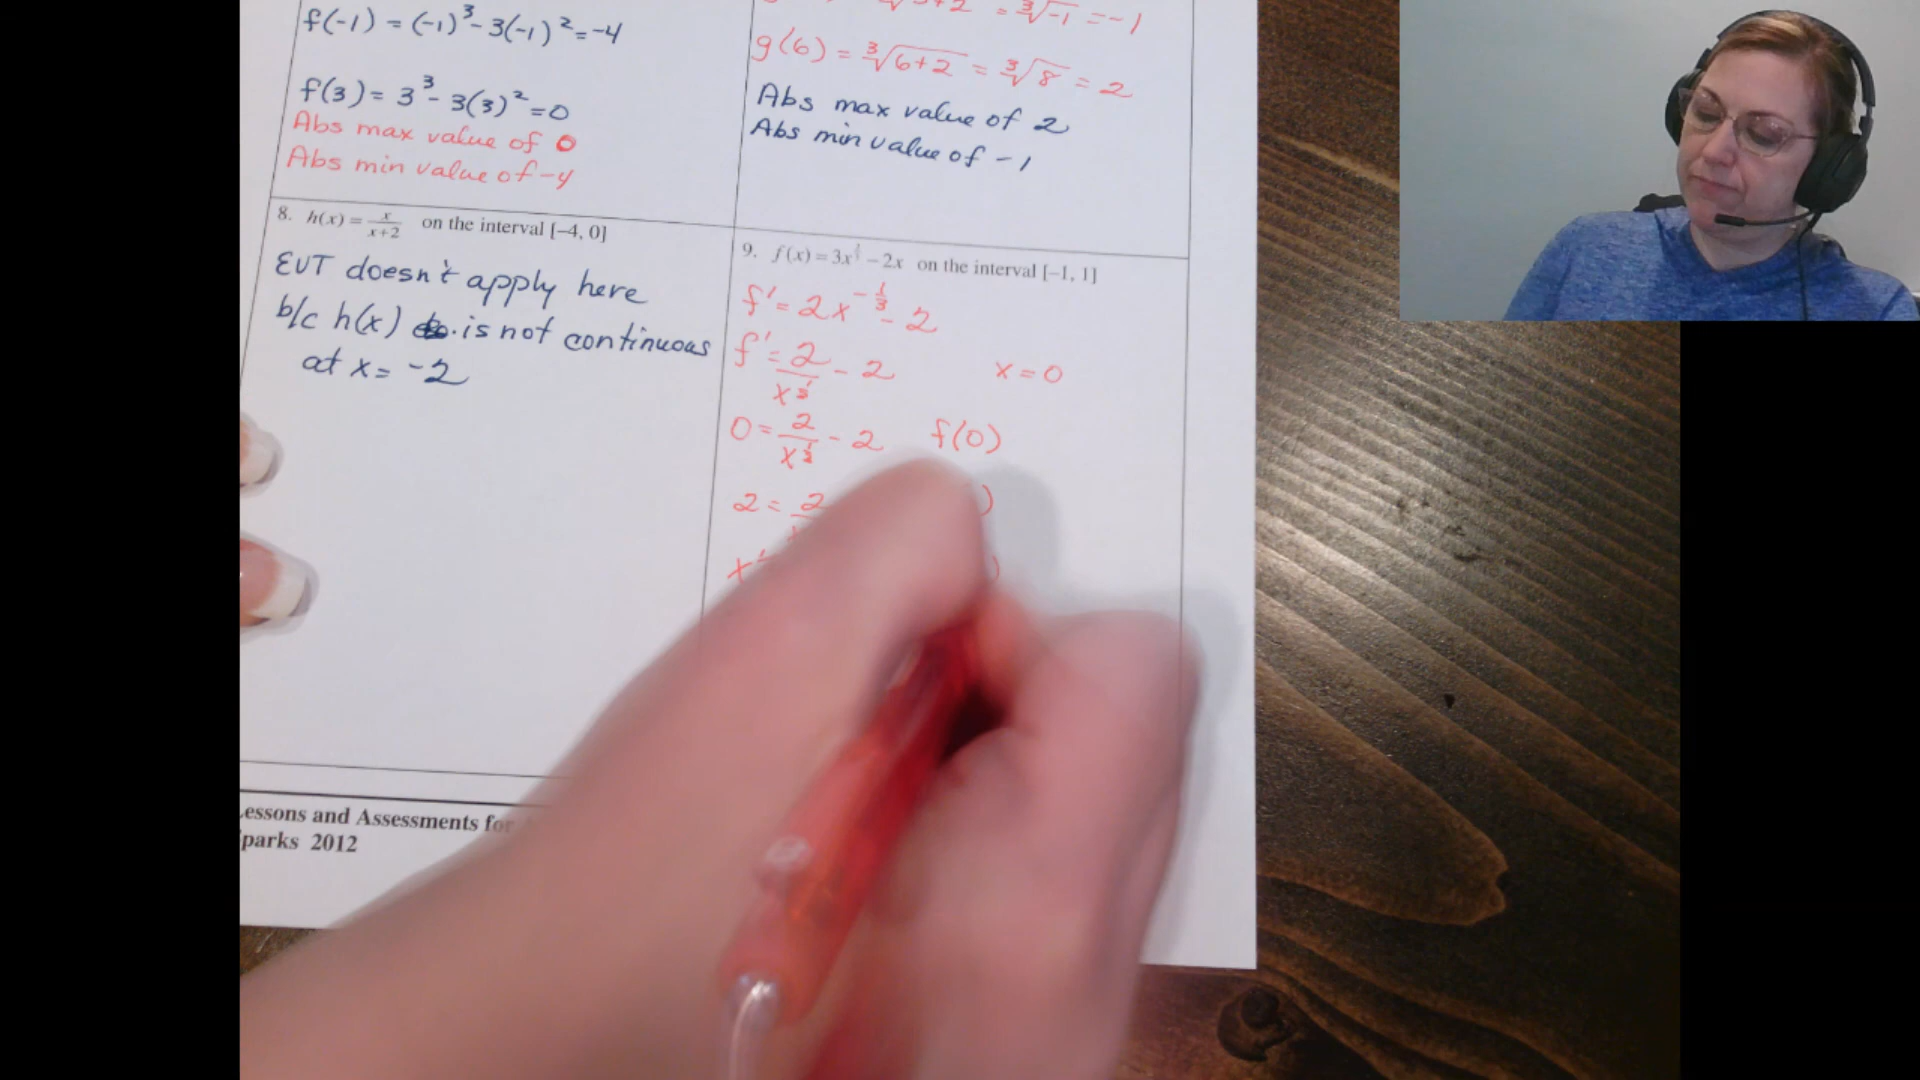 f(-1) = (-1)³ - 3(-1)² = -4
f(3) = 3³ - 3(3)² = 0
Abs max value of 0
Abs min value of -4
= ∛-1 = -1
g(6) = ∛6+2 = ∛8 = 2
Abs max value of 2
Abs min value of -1
8. h(x) = x/(x+2) on the interval [-4, 0]
EVT doesn't apply here
b/c h(x) is not continuous
at x = -2
9. f(x) = 3x - 2x on the interval [-1, 1]
f' = 2x^(-1/3) - 2
f' = 2/x^(1/3) - 2
x = 0
0 = 2/x^(1/3) - 2
f(0)
2 = 2
x
Lessons and Assessments for
Sparks 2012